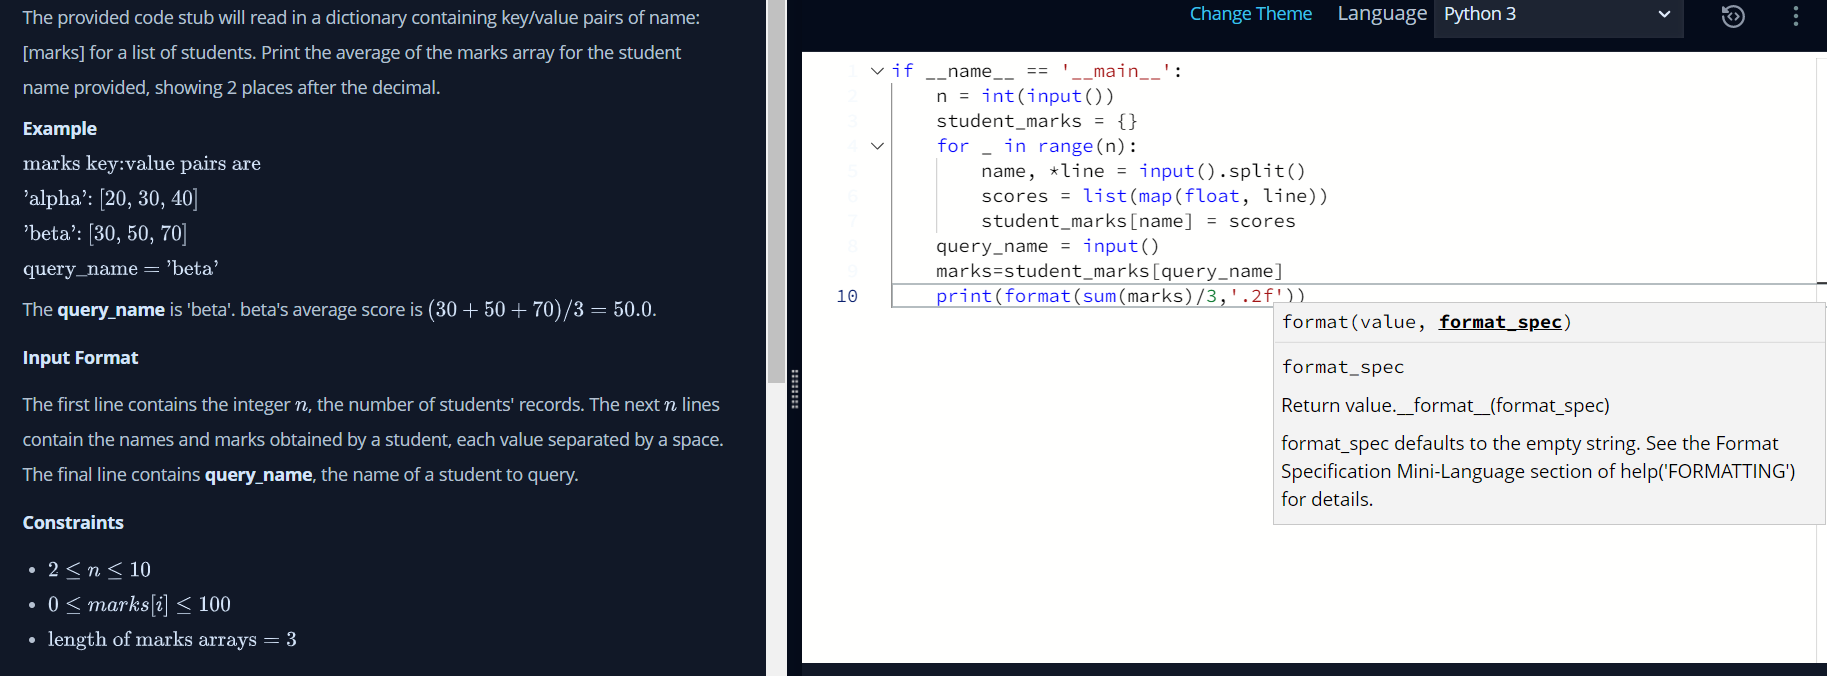 The provided code stub will read in a dictionary containing key/value pairs of name:
[marks] for a list of students. Print the average of the marks array for the student
name provided, showing 2 places after the decimal.
Example
marks key:value pairs are
’alpha’: [20, 30, 40]
’beta’: [30, 50, 70]
query_name = ’beta’
The query_name is 'beta'. beta's average score is (30 + 50 + 70)/3 = 50.0.
Input Format
The first line contains the integer n, the number of students' records. The next n lines
contain the names and marks obtained by a student, each value separated by a space.
The final line contains query_name, the name of a student to query.
Constraints
• 2 ≤ n ≤ 10
• 0 ≤ marks[i] ≤ 100
• length of marks arrays = 3
Change Theme Language Python 3
1 if __name__ == '__main__':
2 n = int(input())
3 student_marks = {}
4 for _ in range(n):
5 name, *line = input().split()
6 scores = list(map(float, line))
7 student_marks[name] = scores
8 query_name = input()
9 marks=student_marks[query_name]
10 print(format(sum(marks)/3,'.2f'))
format(value, format_spec)
format_spec
Return value.__format__(format_spec)
format_spec defaults to the empty string. See the Format
Specification Mini-Language section of help('FORMATTING')
for details.